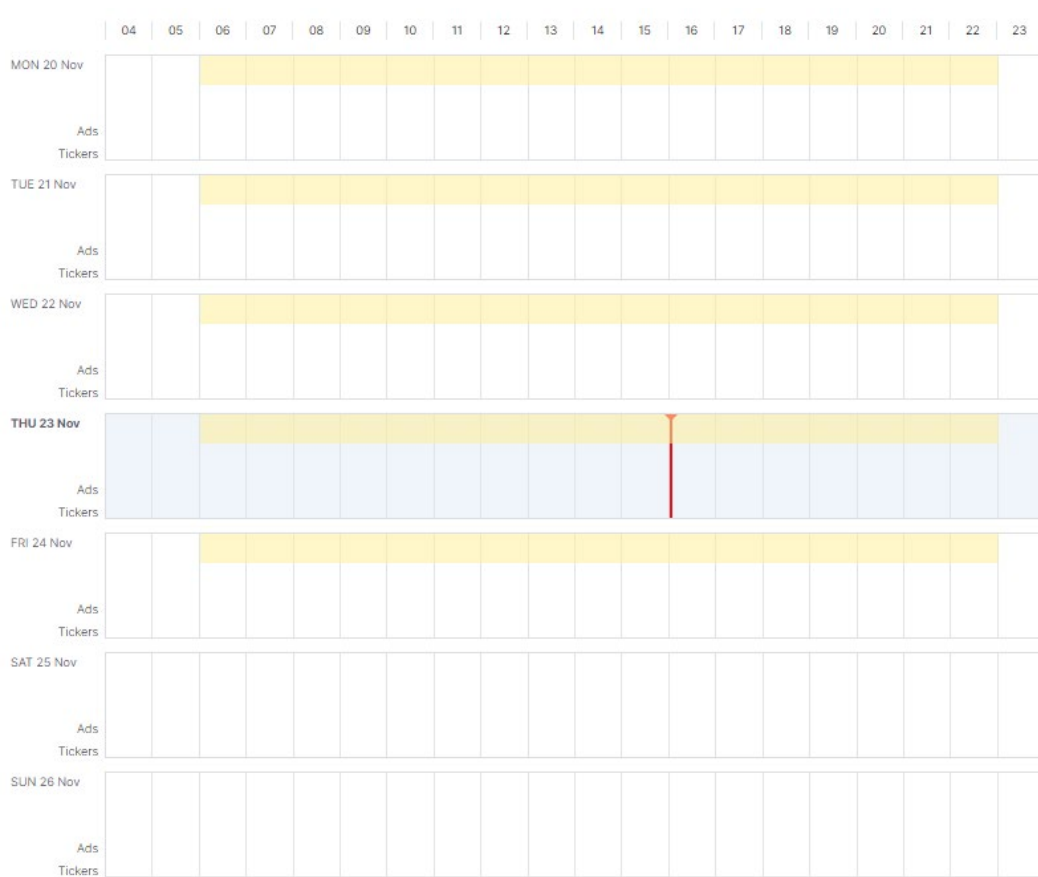 04 05 06 07 08 09 10 11 12 13 14 15 16 17 18 19 20 21 22 23
MON 20 Nov
Ads
Tickers
TUE 21 Nov
Ads
Tickers
WED 22 Nov
Ads
Tickers
THU 23 Nov
Ads
Tickers
FRI 24 Nov
Ads
Tickers
SAT 25 Nov
Ads
Tickers
SUN 26 Nov
Ads
Tickers